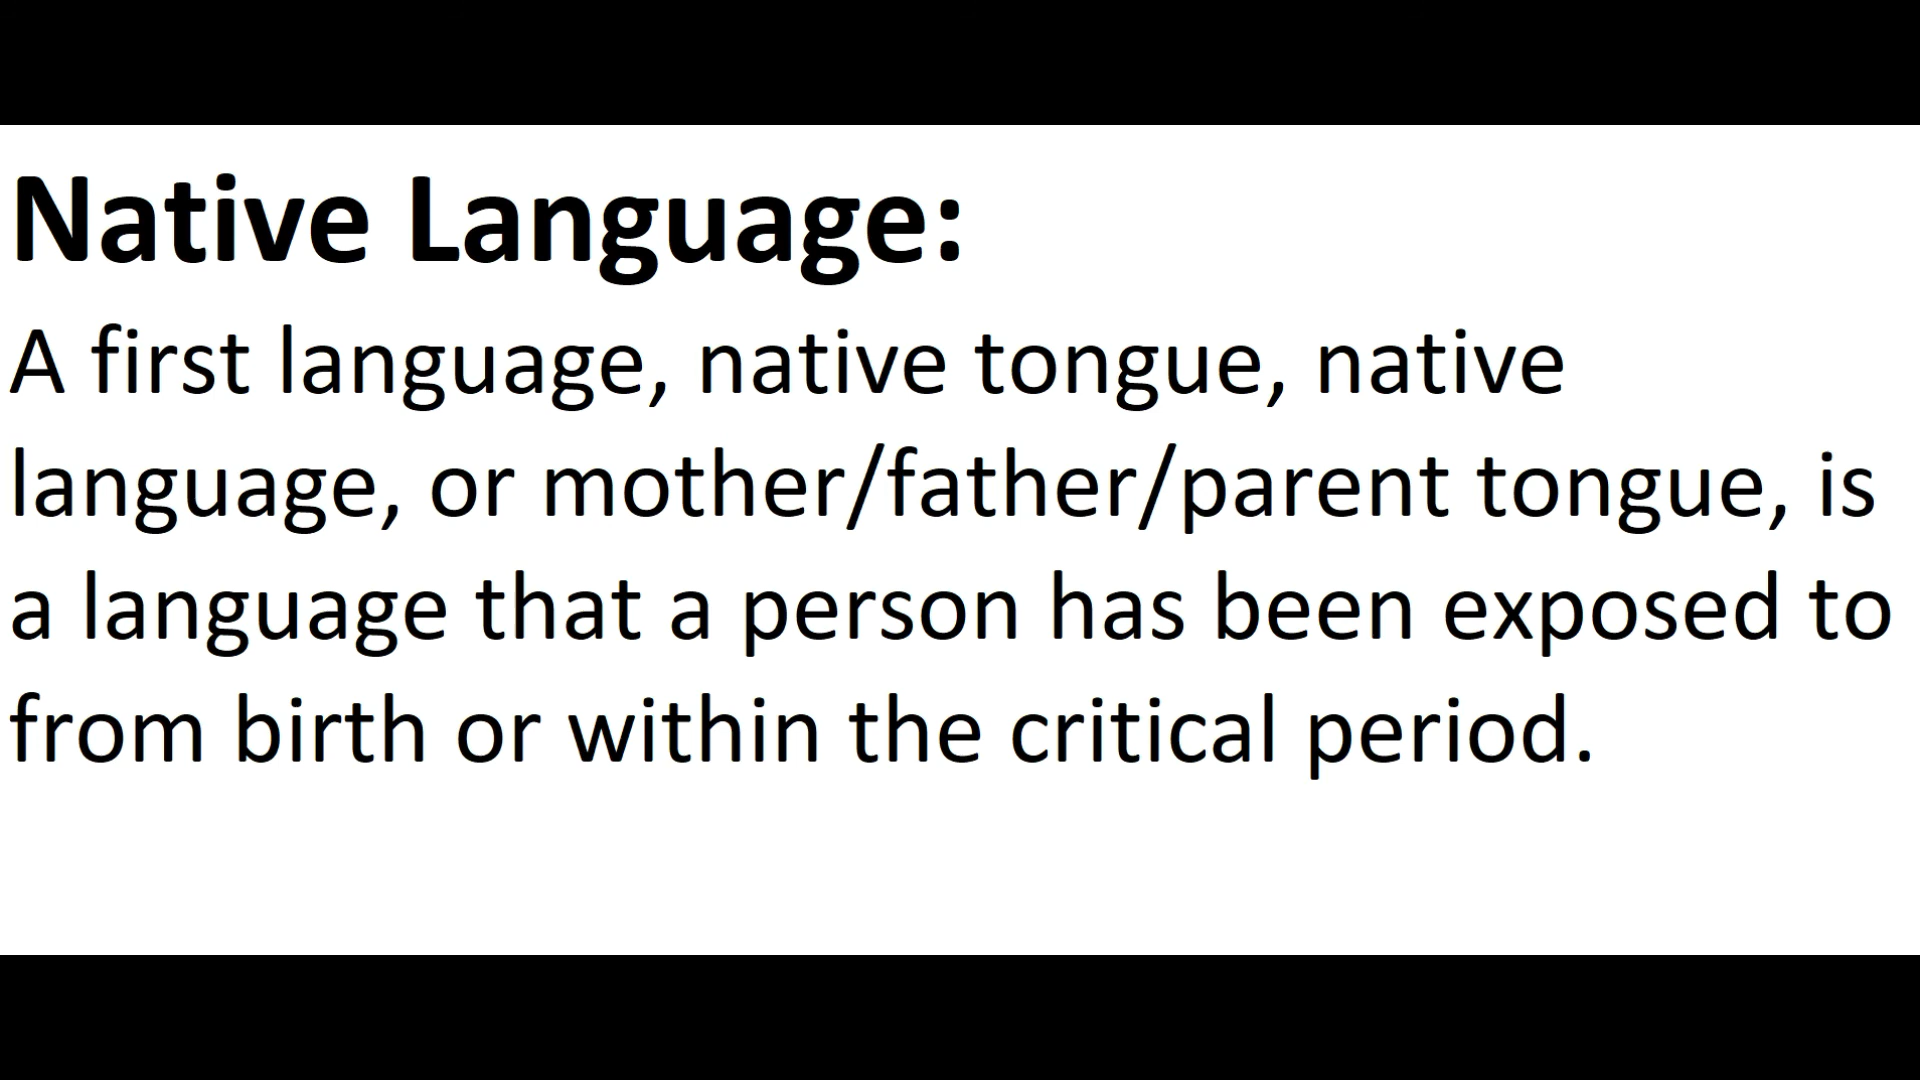 Native Language:
A first language, native tongue, native
language, or mother/father/parent tongue, is
a language that a person has been exposed to
from birth or within the critical period.